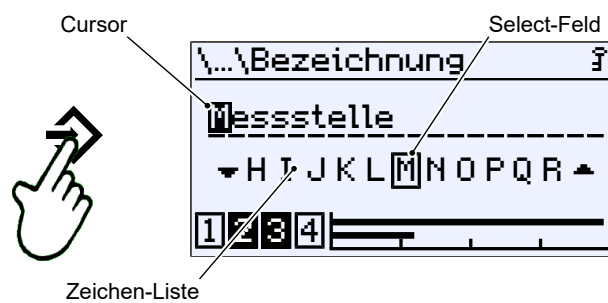 Cursor
Select-Feld
\...\Bezeichnung
Messstelle
H I J K L M N O P Q R
1 2 3 4
Zeichen-Liste